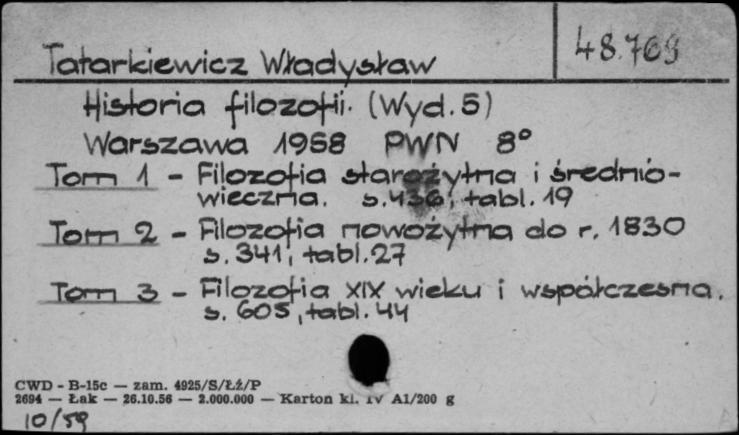 Tatarkiewicz Władysław
48.769
Historia filozofii. (Wyd. 5)
Warszawa 1958 PWN 8°
Tom 1 - Filozofia starożytna i średnio-
wieczna. s. 436, tabl. 19
Tom 2 - Filozofia nowożytna do r. 1830
s. 341, tabl. 27
Tom 3 - Filozofia XIX wieku i współczesna.
s. 605, tabl. 44
CWD - B-15c — zam. 4925/S/ŁŻ/P
2694 — Łak — 26.10.56 — 2.000.000 — Karton kl. IV A1/200 g
10/59